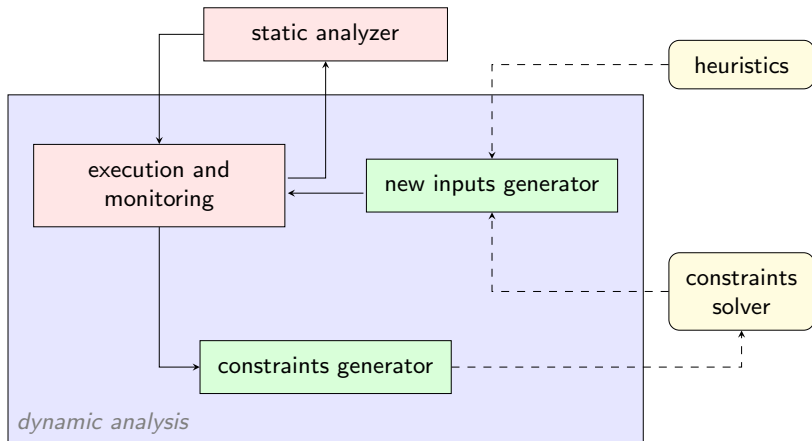 static analyzer
heuristics
execution and
monitoring
new inputs generator
constraints
solver
constraints generator
dynamic analysis